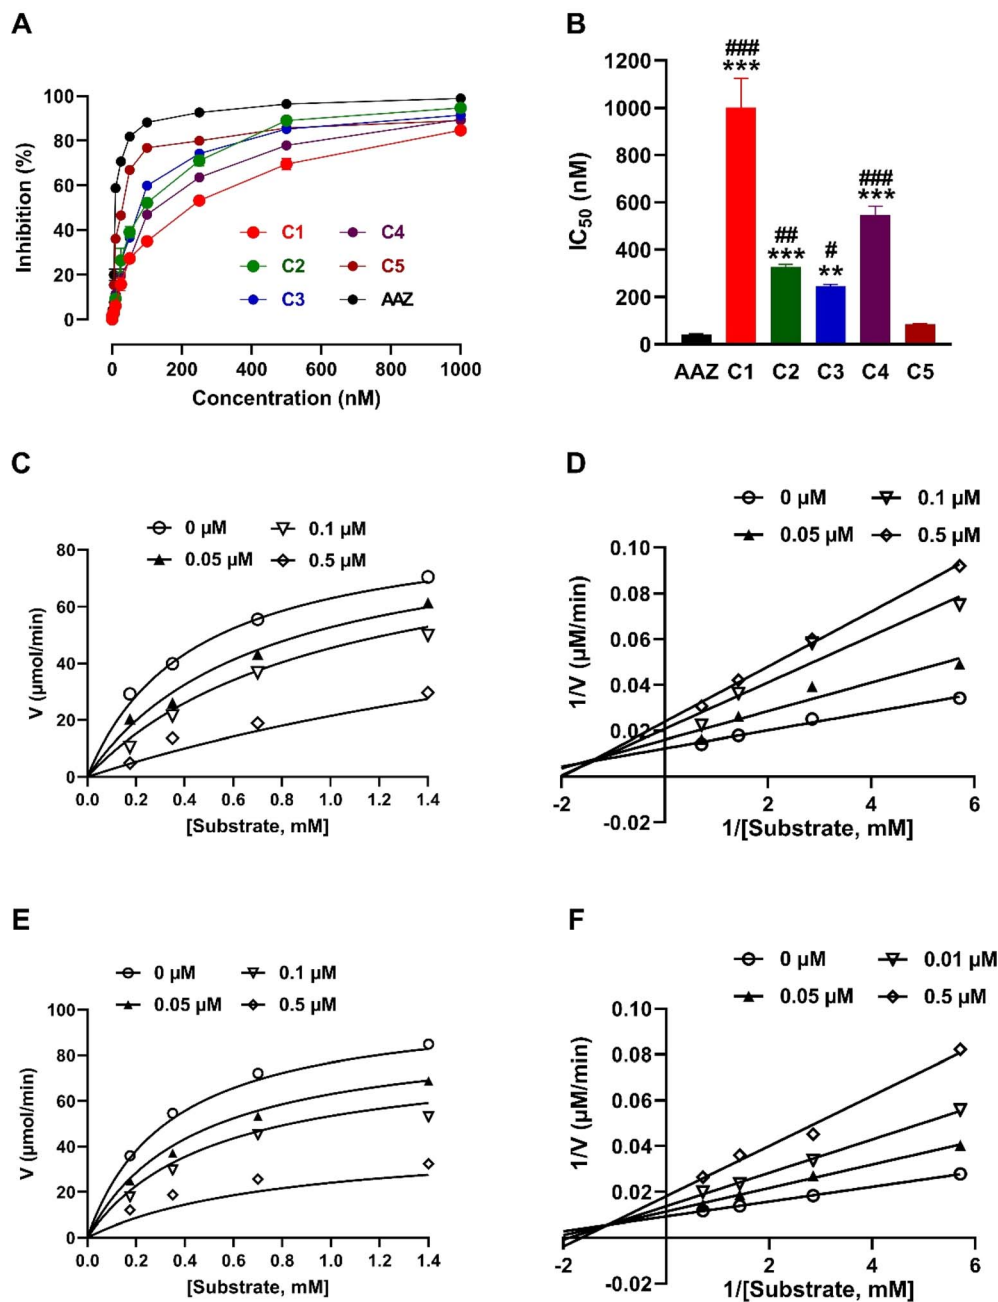 A
Inhibition (%)
100
80
60
40
20
0
C1
C4
C2
C5
C3
AAZ
0
200
400
600
800
1000
Concentration (nM)
B
IC50 (nM)
1200
1000
800
600
400
200
0
###
***
##
***
#
**
###
***
AAZ C1 C2 C3 C4 C5
C
0 µM
0.1 µM
0.05 µM
0.5 µM
V (µmol/min)
80
60
40
20
0
0.0 0.2 0.4 0.6 0.8 1.0 1.2 1.4
[Substrate, mM]
D
0 µM
0.1 µM
0.05 µM
0.5 µM
1/V (µM/min)
0.10
0.08
0.06
0.04
0.02
-0.02
-2 2 4 6
1/[Substrate, mM]
E
0 µM
0.1 µM
0.05 µM
0.5 µM
V (µmol/min)
100
80
60
40
20
0
0.0 0.2 0.4 0.6 0.8 1.0 1.2 1.4
[Substrate, mM]
F
0 µM
0.01 µM
0.05 µM
0.5 µM
1/V (µM/min)
0.10
0.08
0.06
0.04
0.02
-0.02
-2 2 4 6
1/[Substrate, mM]